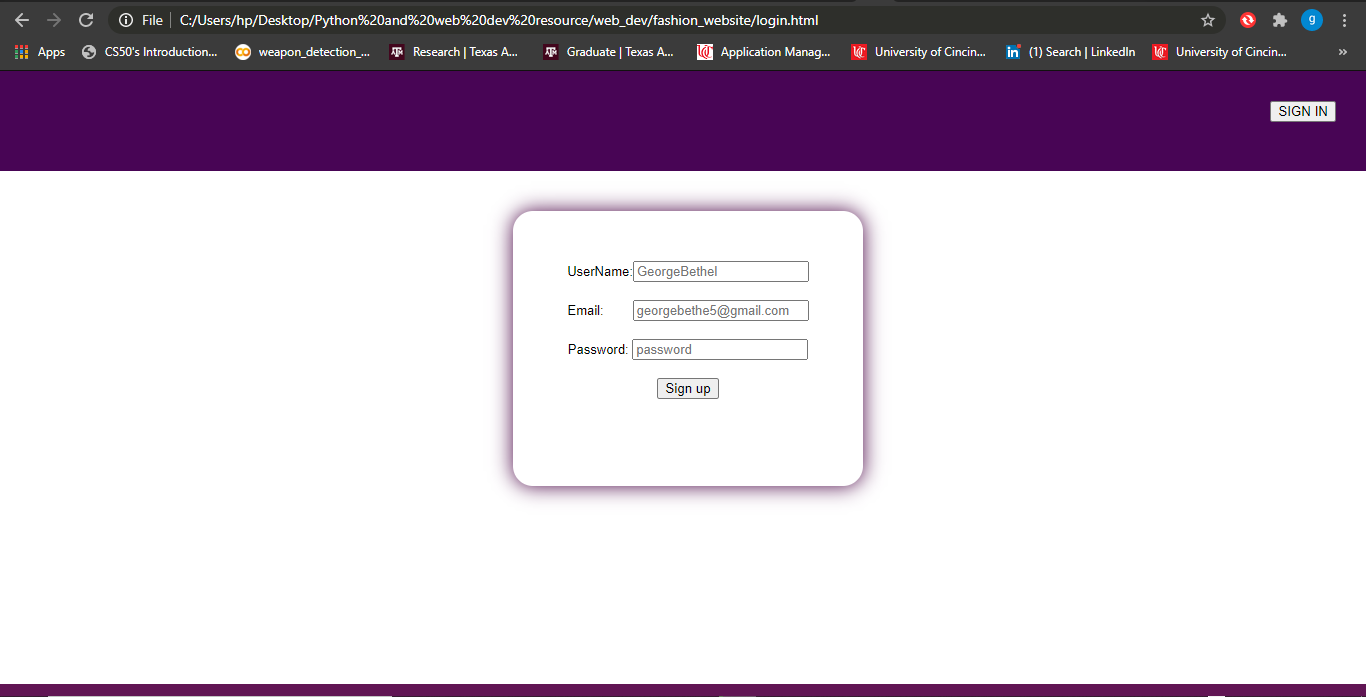 File C:/Users/hp/Desktop/Python%20and%20web%20dev%20resource/web_dev/fashion_website/login.html g
Apps CS50's Introduction... weapon_detection_... Research | Texas A... Graduate | Texas A... Application Manag... University of Cincin... (1) Search | LinkedIn University of Cincin... »
SIGN IN
UserName: GeorgeBethel
Email: georgebethe5@gmail.com
Password: password
Sign up